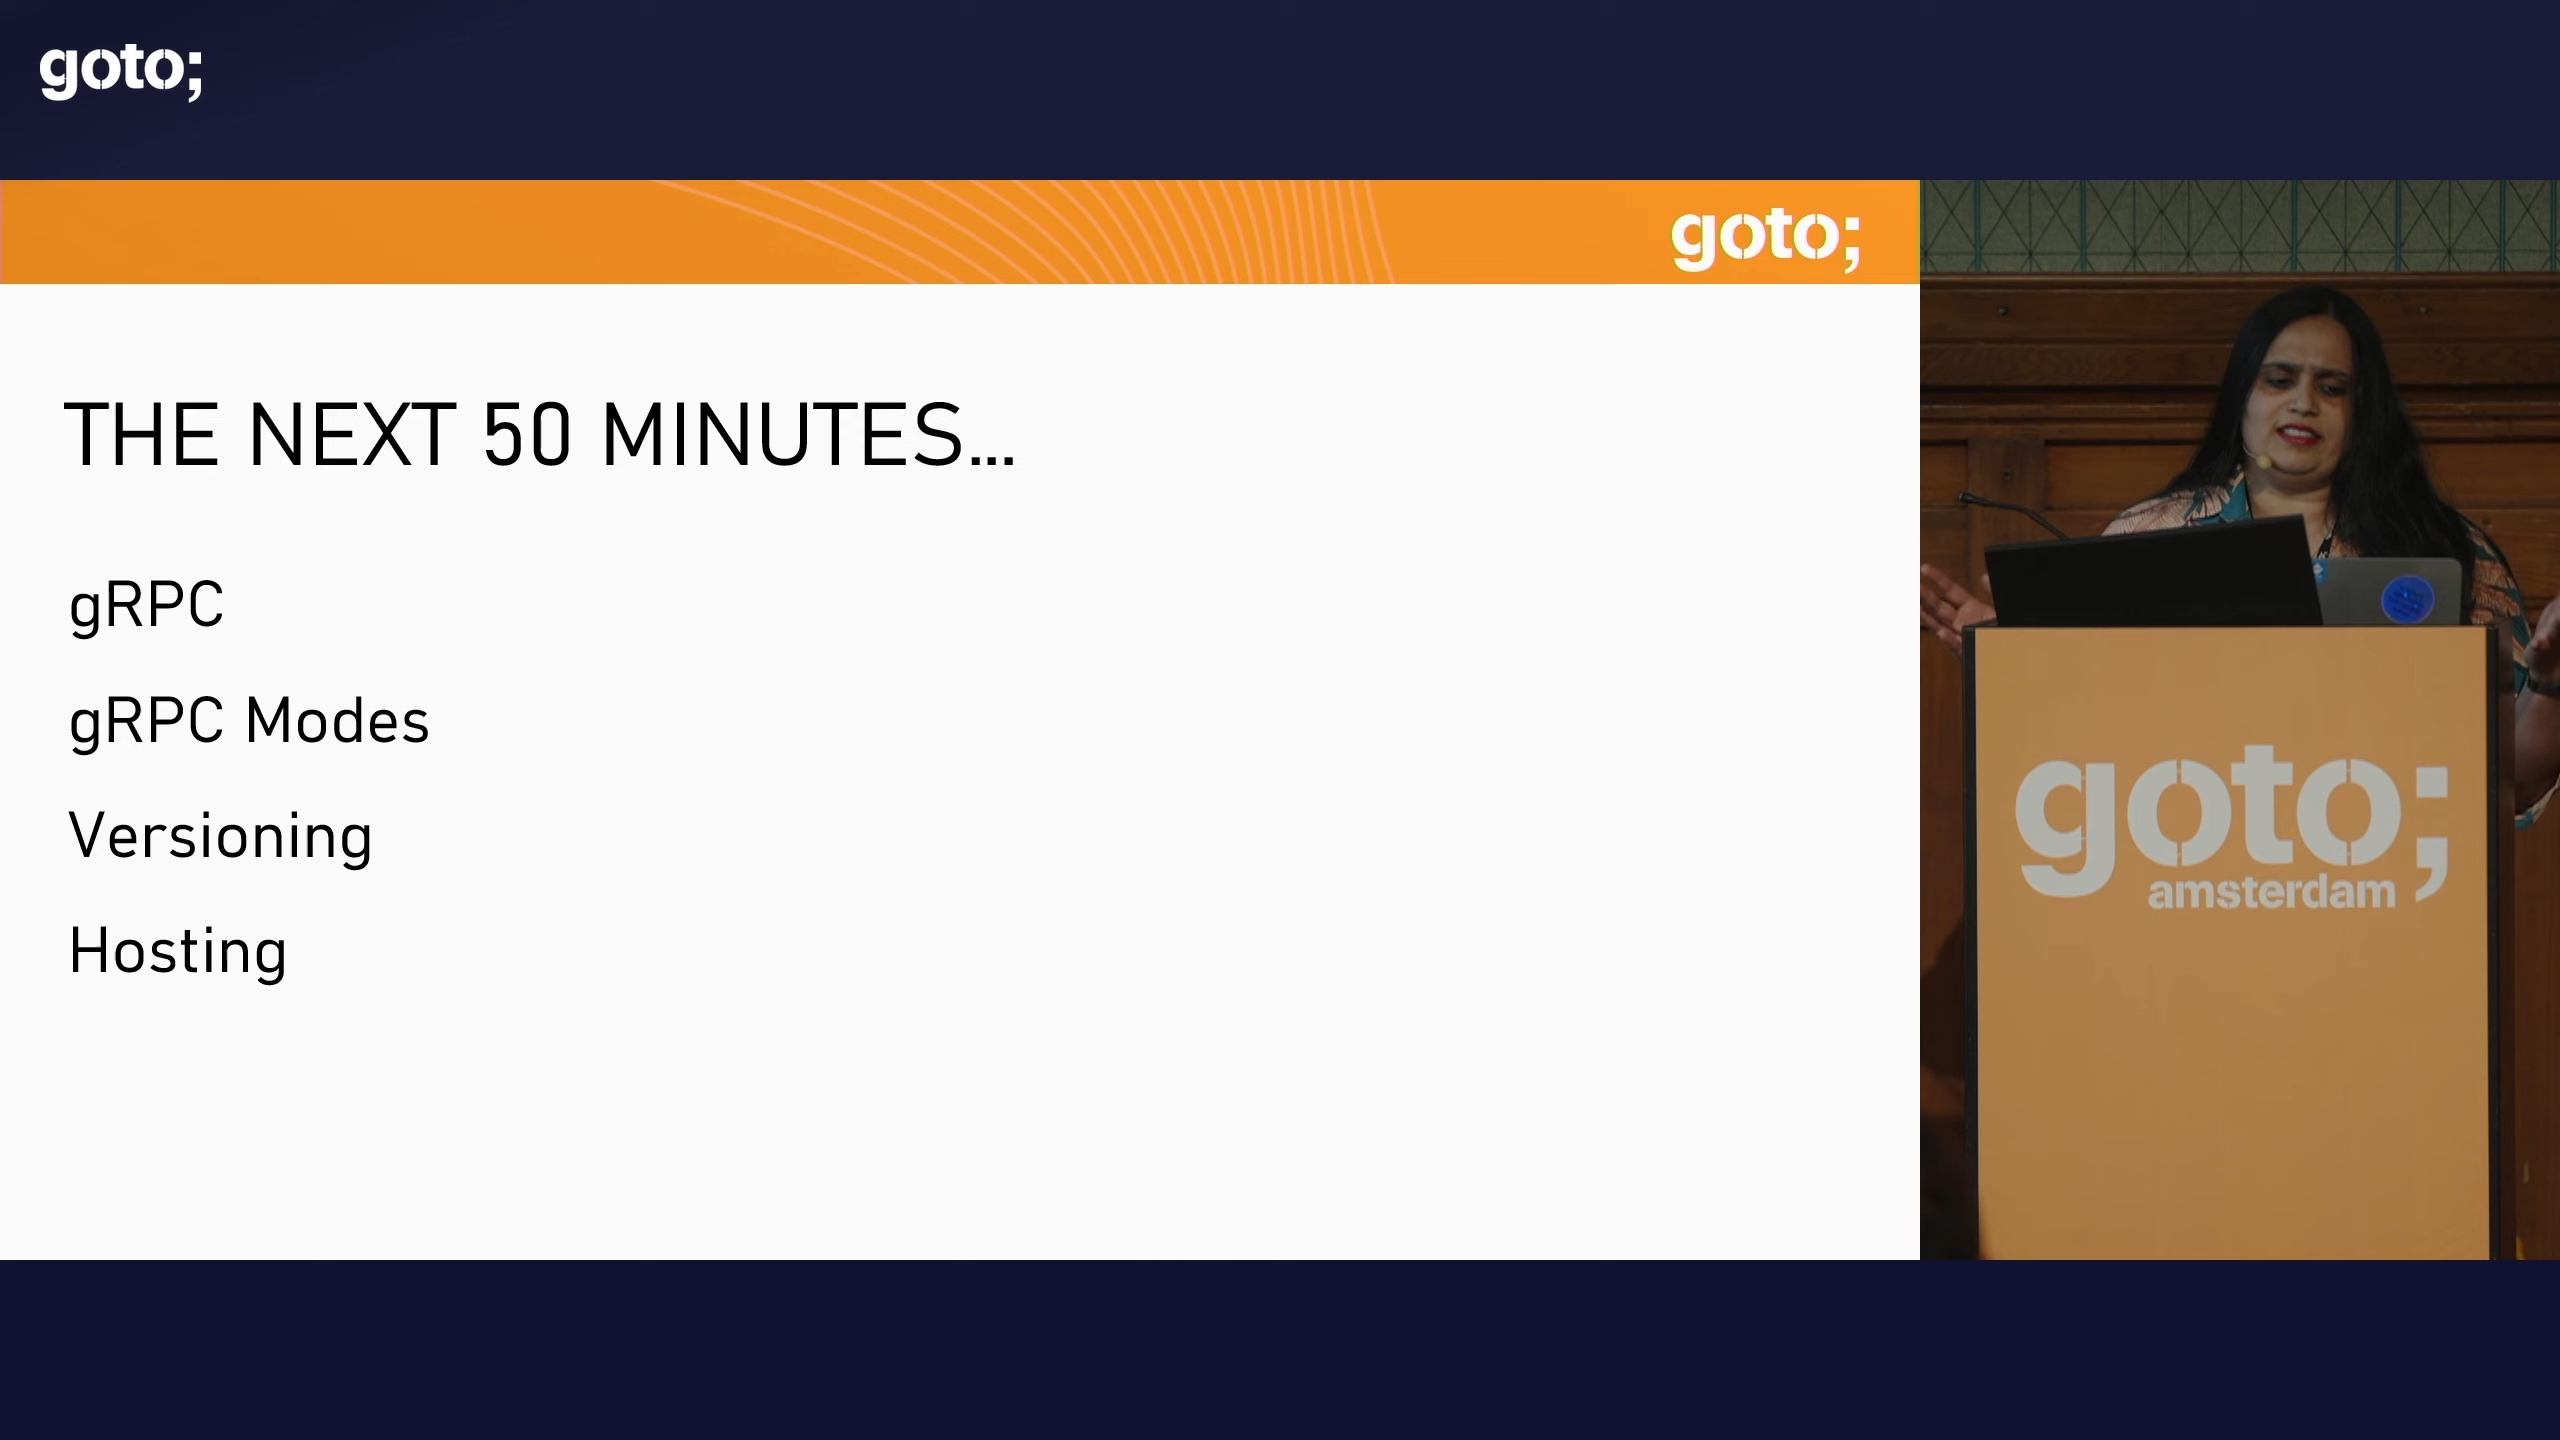 goto;
goto;
THE NEXT 50 MINUTES...
gRPC
gRPC Modes
Versioning
Hosting
goto;
amsterdam